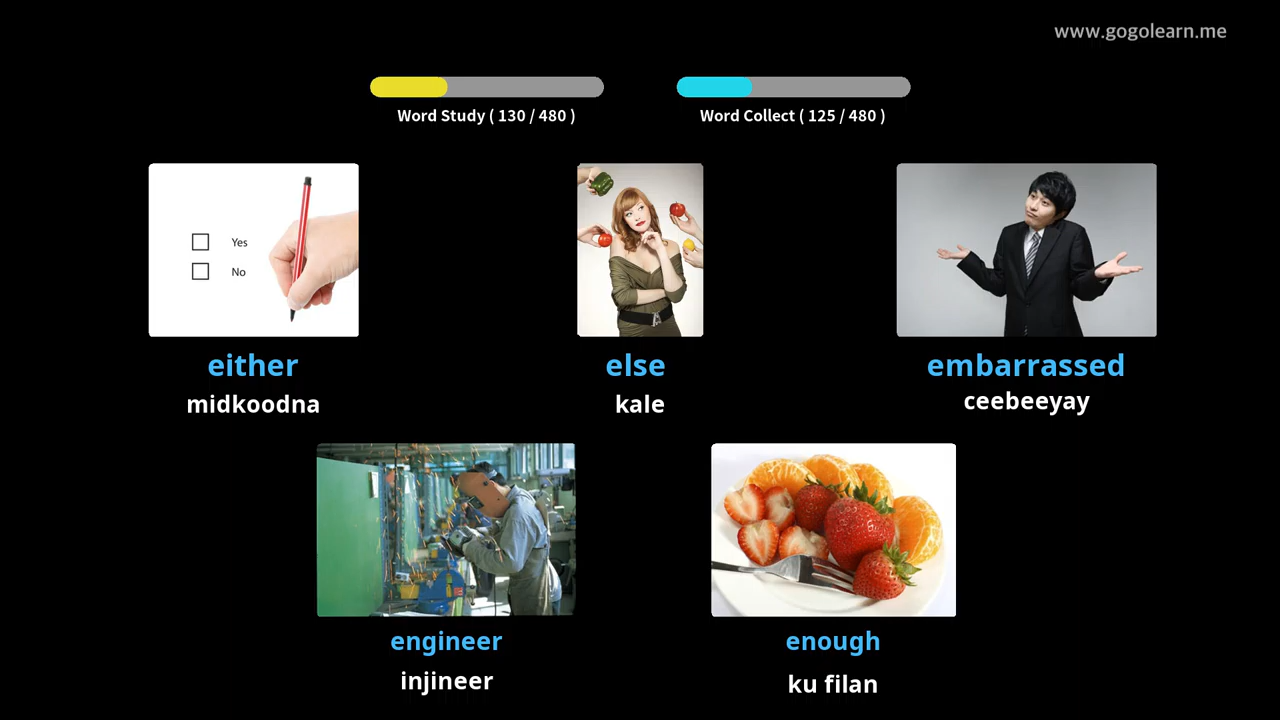 www.gogolearn.me
Word Study ( 130 / 480 )
Word Collect ( 125 / 480 )
Yes
No
either
midkoodna
else
kale
embarrassed
ceebeeyay
engineer
injineer
enough
ku filan